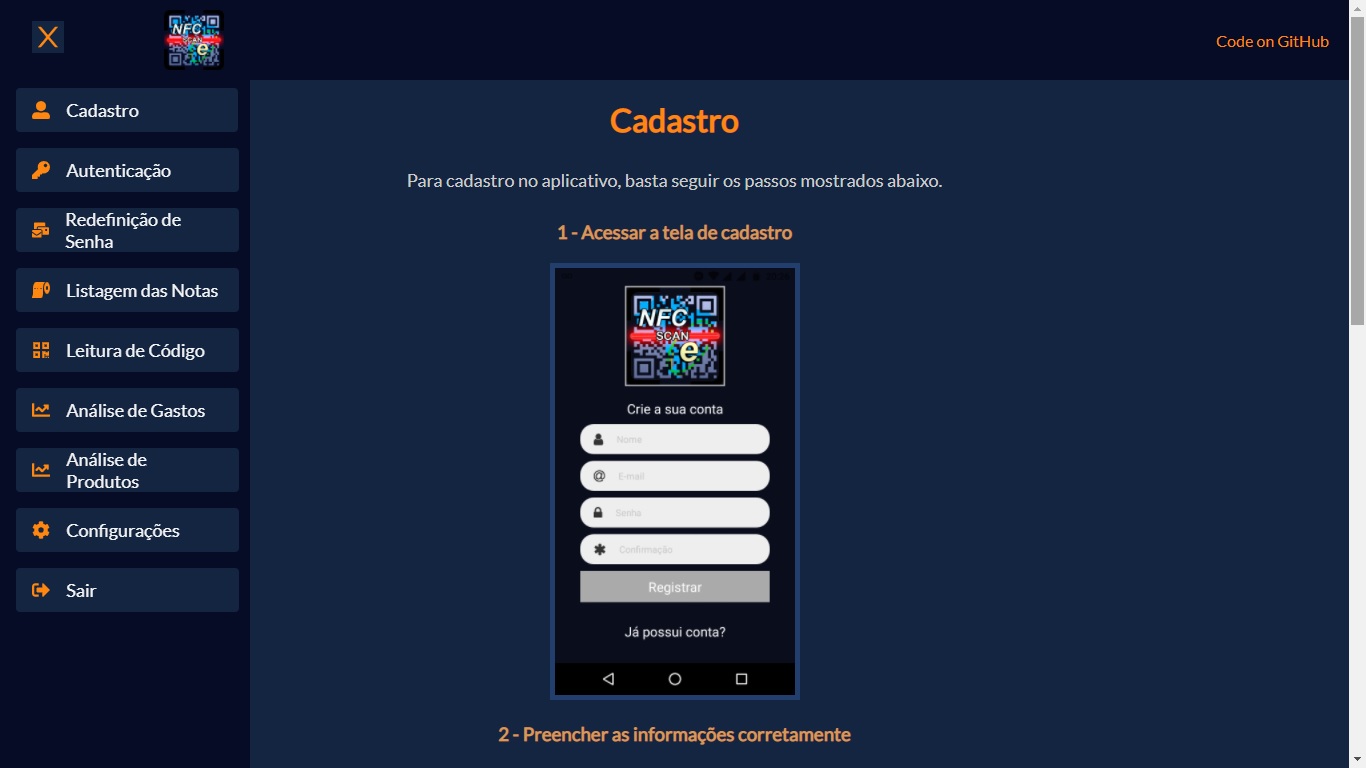 X
NFC
SCAN
e
Code on GitHub
Cadastro
Autenticação
Redefinição de
Senha
Listagem das Notas
Leitura de Código
Análise de Gastos
Análise de
Produtos
Configurações
Sair
Cadastro
Para cadastro no aplicativo, basta seguir os passos mostrados abaixo.
1 - Acessar a tela de cadastro
NFC
SCAN
e
Crie a sua conta
Nome
@ E-mail
Senha
Confirmação
Registrar
Já possui conta?
2 - Preencher as informações corretamente